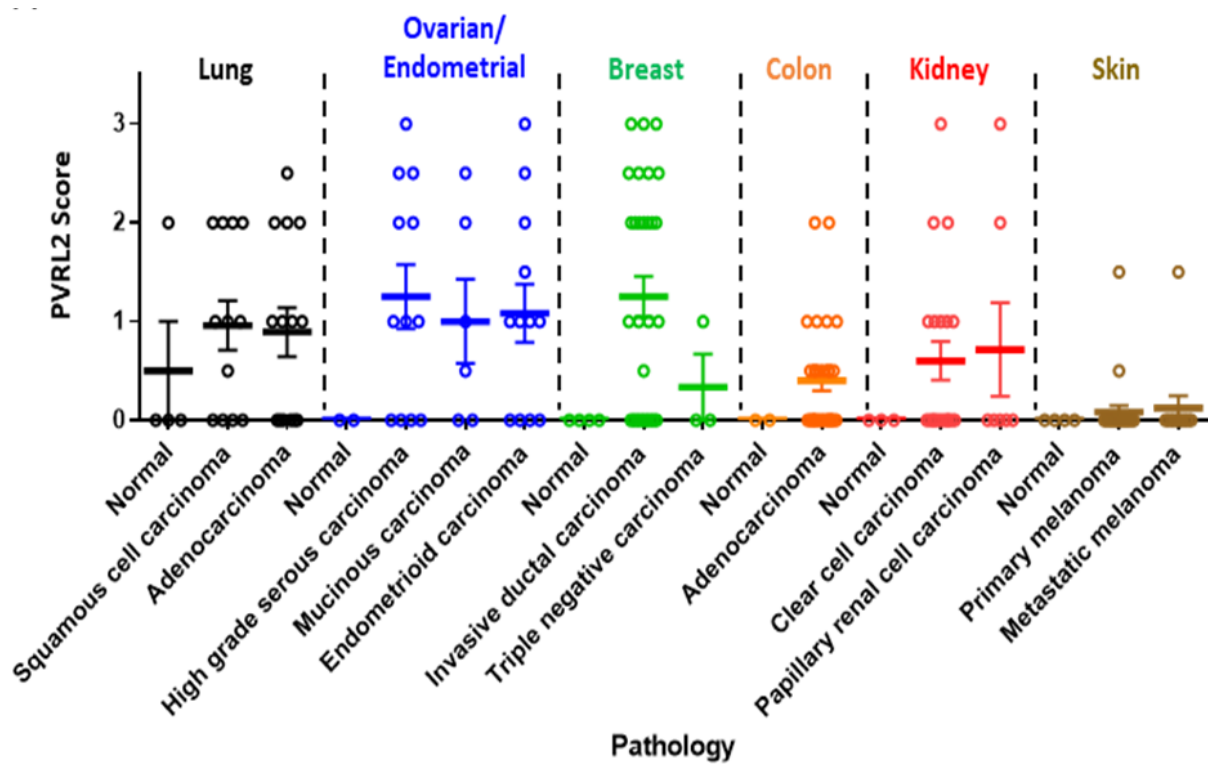 Lung
Ovarian/
Endometrial
Breast
Colon
Kidney
Skin
PVRL2 Score
3
2
1
0
Normal
Squamous cell carcinoma
Adenocarcinoma
Normal
High grade serous carcinoma
Mucinous carcinoma
Endometrioid carcinoma
Normal
Invasive ductal carcinoma
Triple negative carcinoma
Normal
Adenocarcinoma
Normal
Clear cell carcinoma
Papillary renal cell carcinoma
Normal
Primary melanoma
Metastatic melanoma
Pathology